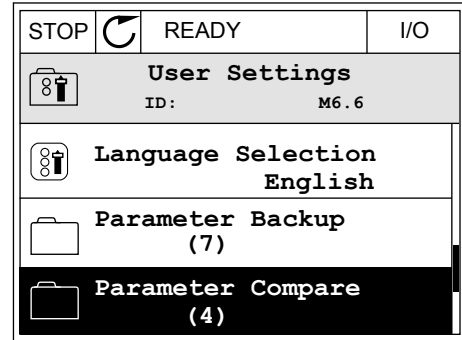 STOP READY I/O
User Settings
ID: M6.6
Language Selection
English
Parameter Backup
(7)
Parameter Compare
(4)